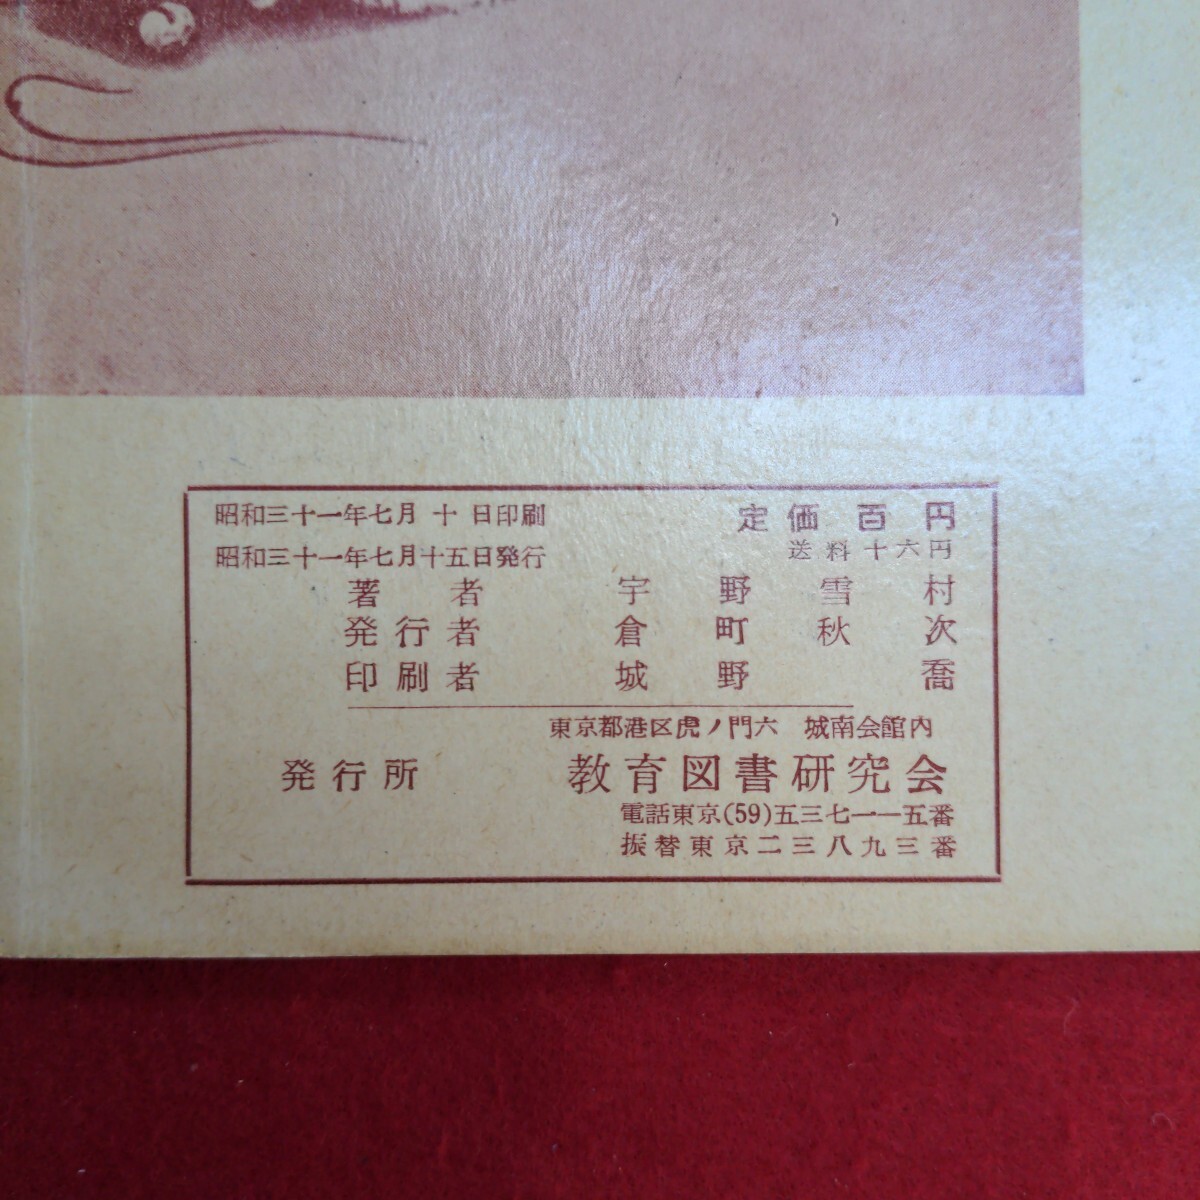 昭和三十一年七月 十 日印刷 定価 百 円
昭和三十一年七月十五日発行 送料十六円
著 者 宇野雪村
発行者 倉町秋次
印刷者 城野 喬
東京都港区虎ノ門六 城南会館内
発行所 教育図書研究会
電話東京(59)五三七一―五番
振替東京二三八九三番